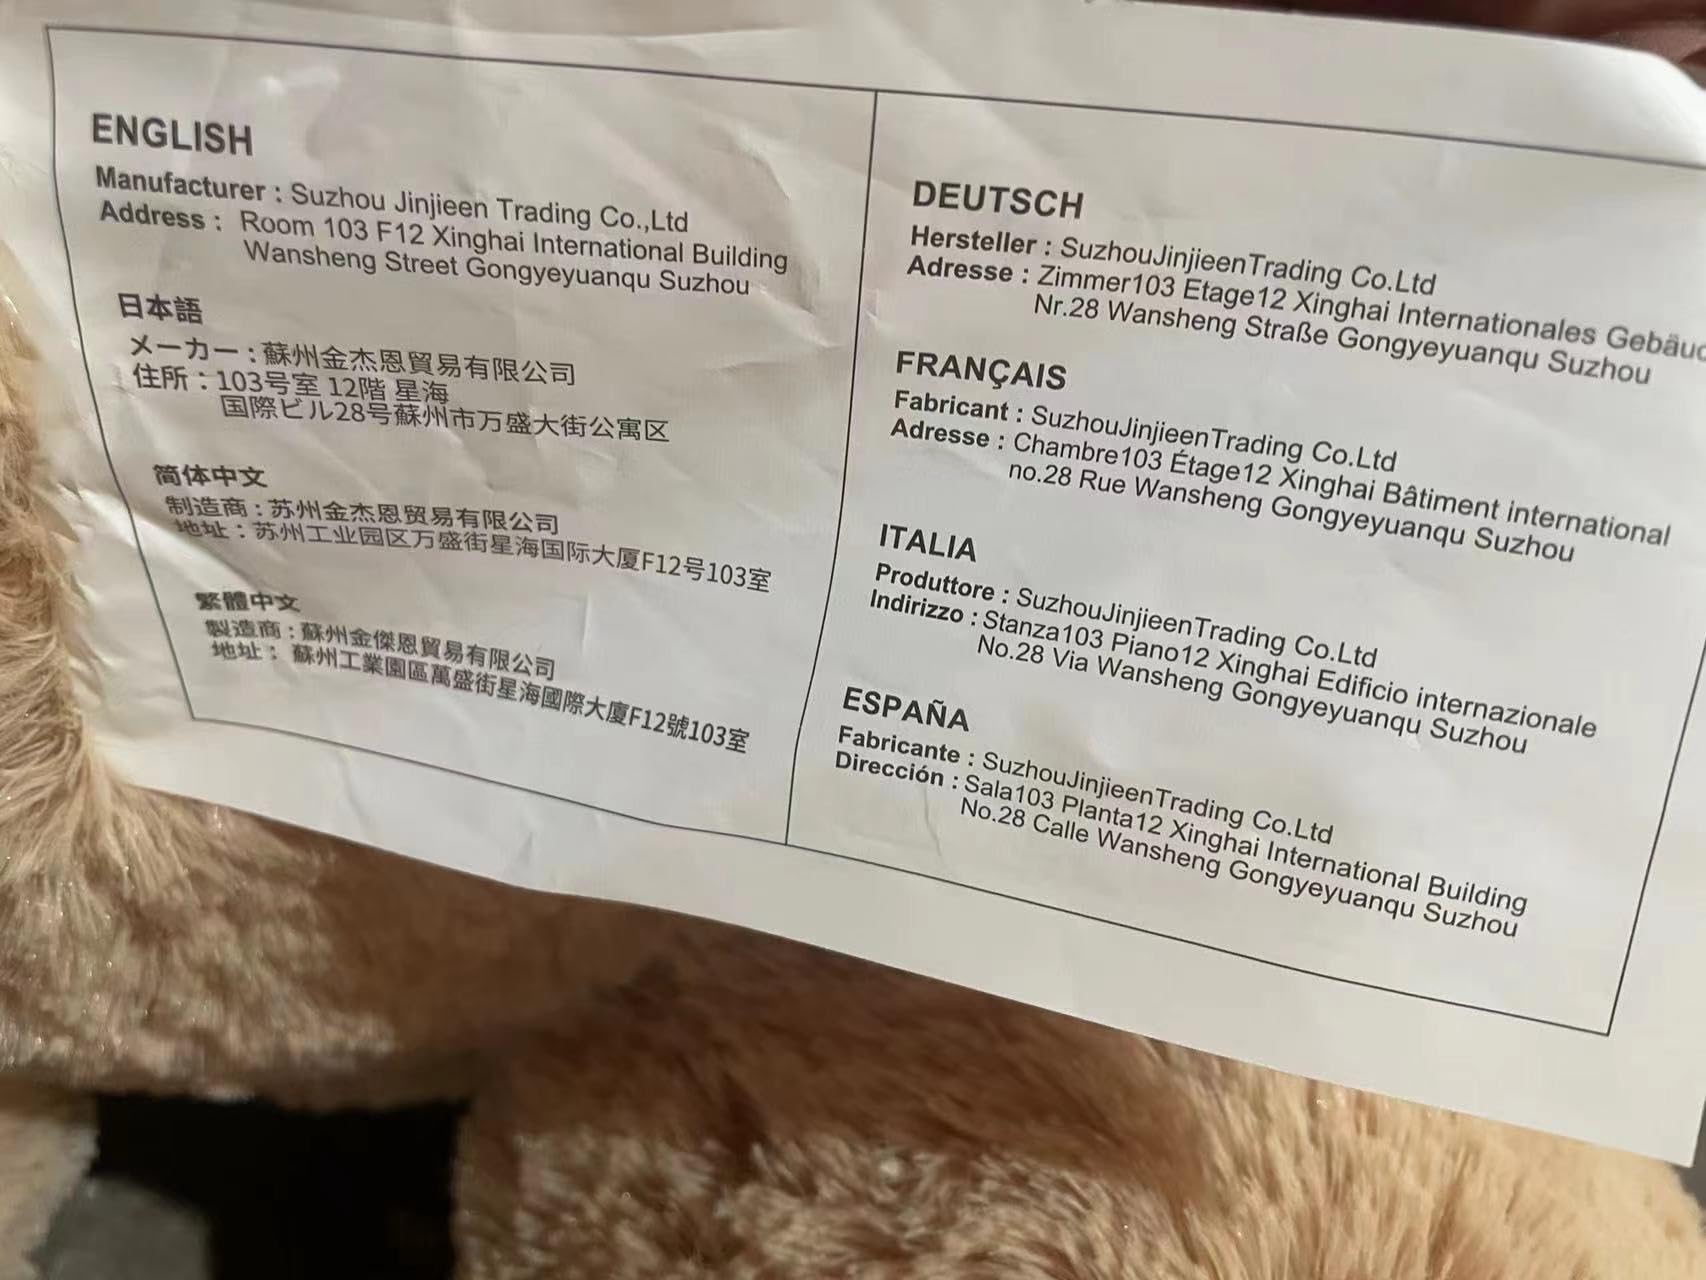 ENGLISH
Manufacturer : Suzhou Jinjieen Trading Co.,Ltd
Address : Room 103 F12 Xinghai International Building
Wansheng Street Gongyeyuanqu Suzhou
日本語
メーカー : 蘇州金杰恩貿易有限公司
住所 : 103号室 12階 星海
国際ビル28号蘇州市万盛大街公寓区
简体中文
制造商 : 苏州金杰恩贸易有限公司
地址 : 苏州工业园区万盛街星海国际大厦F12号103室
繁體中文
製造商 : 蘇州金傑恩貿易有限公司
地址 : 蘇州工業園區萬盛街星海國際大廈F12號103室
DEUTSCH
Hersteller : SuzhouJinjieenTrading Co.Ltd
Adresse : Zimmer103 Etage12 Xinghai Internationales
Nr.28 Wansheng Straße Gongyeyuanqu Suzhou
FRANÇAIS
Fabricant : SuzhouJinjieenTrading Co.Ltd
Adresse : Chambre103 Étage12 Xinghai Bâtiment international
no.28 Rue Wansheng Gongyeyuanqu Suzhou
ITALIA
Produttore : SuzhouJinjieenTrading Co.Ltd
Indirizzo : Stanza103 Piano12 Xinghai Edificio internazionale
No.28 Via Wansheng Gongyeyuanqu Suzhou
ESPAÑA
Fabricante : SuzhouJinjieenTrading Co.Ltd
Dirección : Sala103 Planta12 Xinghai International Building
No.28 Calle Wansheng Gongyeyuanqu Suzhou